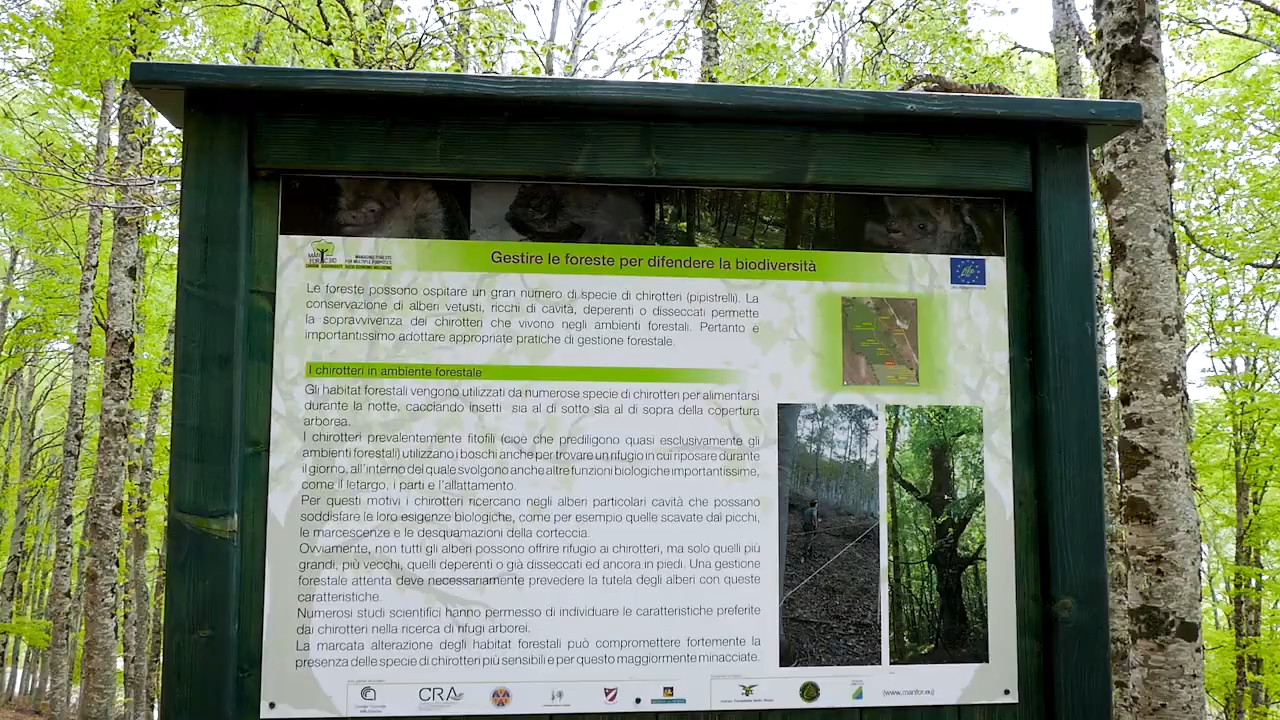 MANAGING FORESTS
FOR MULTIPLE PURPOSES
Gestire le foreste per difendere la biodiversità
Le foreste possono ospitare un gran numero di specie di chirotteri (pipistrelli). La
conservazione di alberi vetusti, ricchi di cavità, deperenti o disseccati permette
la sopravvivenza dei chirotteri che vivono negli ambienti forestali. Pertanto è
importantissimo adottare appropriate pratiche di gestione forestale.
I chirotteri in ambiente forestale
Gli habitat forestali vengono utilizzati da numerose specie di chirotteri per alimentarsi
durante la notte, cacciando insetti sia al di sotto sia al di sopra della copertura
arborea.
I chirotteri prevalentemente fitofili (cioè che prediligono quasi esclusivamente gli
ambienti forestali) utilizzano i boschi anche per trovare un rifugio in cui riposare durante
il giorno, all'interno dei quale svolgono anche altre funzioni biologiche importantissime,
come il letargo, i parti e l'allattamento.
Per questi motivi i chirotteri ricercano negli alberi particolari cavità che possano
soddisfare le loro esigenze biologiche, come per esempio quelle scavate dai picchi,
le marcescenze e le desquamazioni della corteccia.
Ovviamente, non tutti gli alberi possono offrire rifugio ai chirotteri, ma solo quelli più
grandi, più vecchi, quelli deperenti o già disseccati ed ancora in piedi. Una gestione
forestale attenta deve necessariamente prevedere la tutela degli alberi con queste
caratteristiche.
Numerosi studi scientifici hanno permesso di individuare le caratteristiche preferite
dai chirotteri nella ricerca di rifugi arborei.
La marcata alterazione degli habitat forestali può compromettere fortemente la
presenza delle specie di chirotteri più sensibili e per questo maggiormente minacciate.
CRA
(www.manfor.eu)